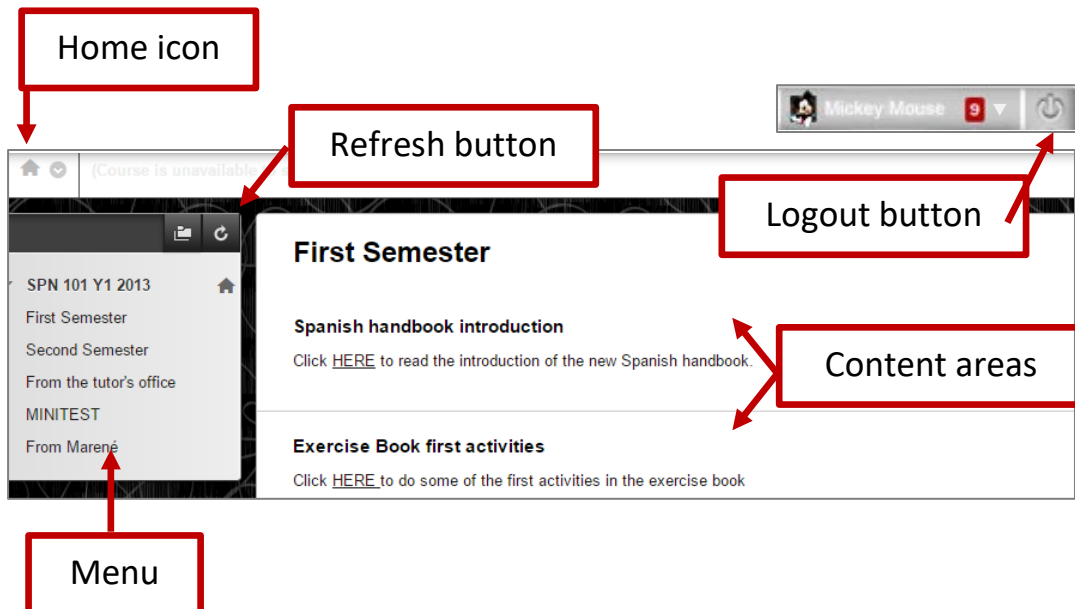 Home icon
Mickey Mouse 9
Refresh button
(Course is unavailable
Logout button
First Semester
SPN 101 Y1 2013
First Semester
Second Semester
From the tutor's office
MINITEST
From Marené
Spanish handbook introduction
Click HERE to read the introduction of the new Spanish handbook.
Content areas
Exercise Book first activities
Click HERE to do some of the first activities in the exercise book
Menu